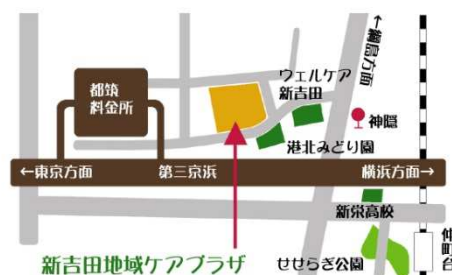 ←綱島方面
ウェルケア
新吉田
都筑
料金所
神隠
港北みどり園
←東京方面
第三京浜
横浜方面→
新栄高校
仲町台
新吉田地域ケアプラザ
せせらぎ公園